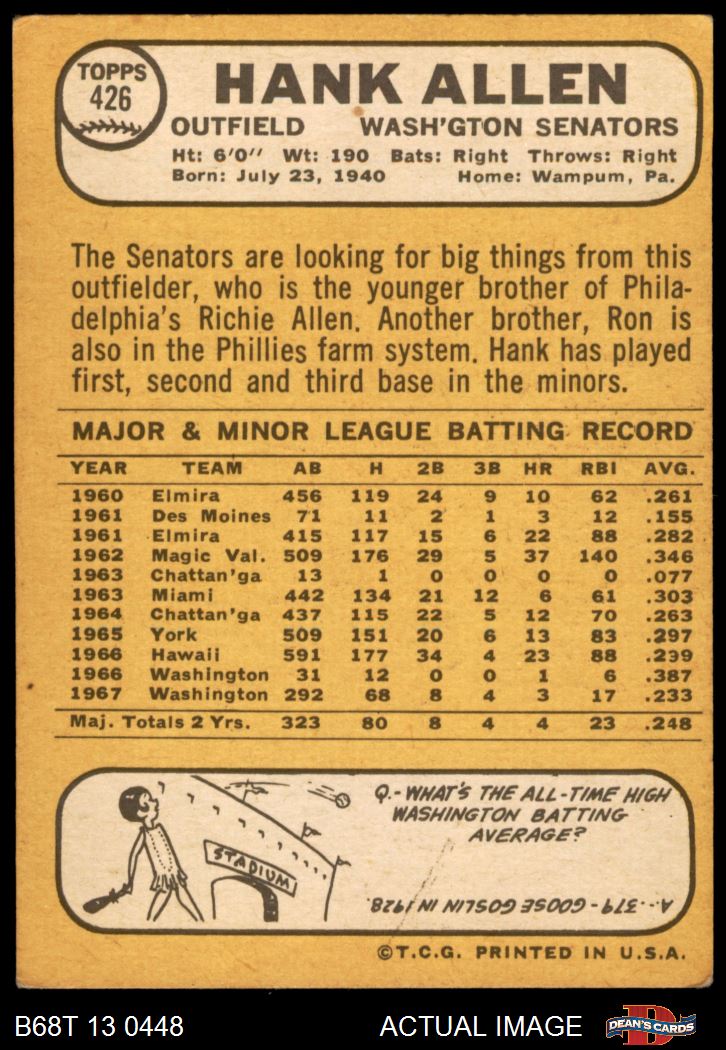 TOPPS
426
HANK ALLEN
OUTFIELD WASH'GTON SENATORS
Ht: 6'0" Wt: 190 Bats: Right Throws: Right
Born: July 23, 1940 Home: Wampum, Pa.
The Senators are looking for big things from this
outfielder, who is the younger brother of Phila-
delphia's Richie Allen. Another brother, Ron is
also in the Phillies farm system. Hank has played
first, second and third base in the minors.
MAJOR & MINOR LEAGUE BATTING RECORD
YEAR TEAM AB H 2B 3B HR RBI AVG.
1960 Elmira 456 119 24 9 10 62 .261
1961 Des Moines 71 11 2 1 3 12 .155
1961 Elmira 415 117 15 6 22 88 .282
1962 Magic Val. 509 176 29 5 37 140 .346
1963 Chattan'ga 13 1 0 0 0 0 .077
1963 Miami 442 134 21 12 6 61 .303
1964 Chattan'ga 437 115 22 5 12 70 .263
1965 York 509 151 20 6 13 83 .297
1966 Hawaii 591 177 34 4 23 88 .299
1966 Washington 31 12 0 0 1 6 .387
1967 Washington 292 68 8 4 3 17 .233
Maj. Totals 2 Yrs. 323 80 8 4 4 23 .248
Q.- WHAT'S THE ALL-TIME HIGH
WASHINGTON BATTING
AVERAGE?
STADIUM
A.- .379 - GOOSE GOSLIN IN 1928.
©T.C.G. PRINTED IN U.S.A.
B68T 13 0448 ACTUAL IMAGE DEAN'S CARDS